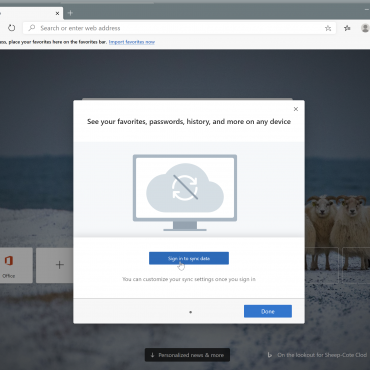 Search or enter web address
ss, place your favorites here on the favorites bar. Import favorites now
See your favorites, passwords, history, and more on any device
Sign in to sync data
You can customize your sync settings once you sign in
Done
Office
Personalized news & more
On the lookout for Sheep-Cote Clod